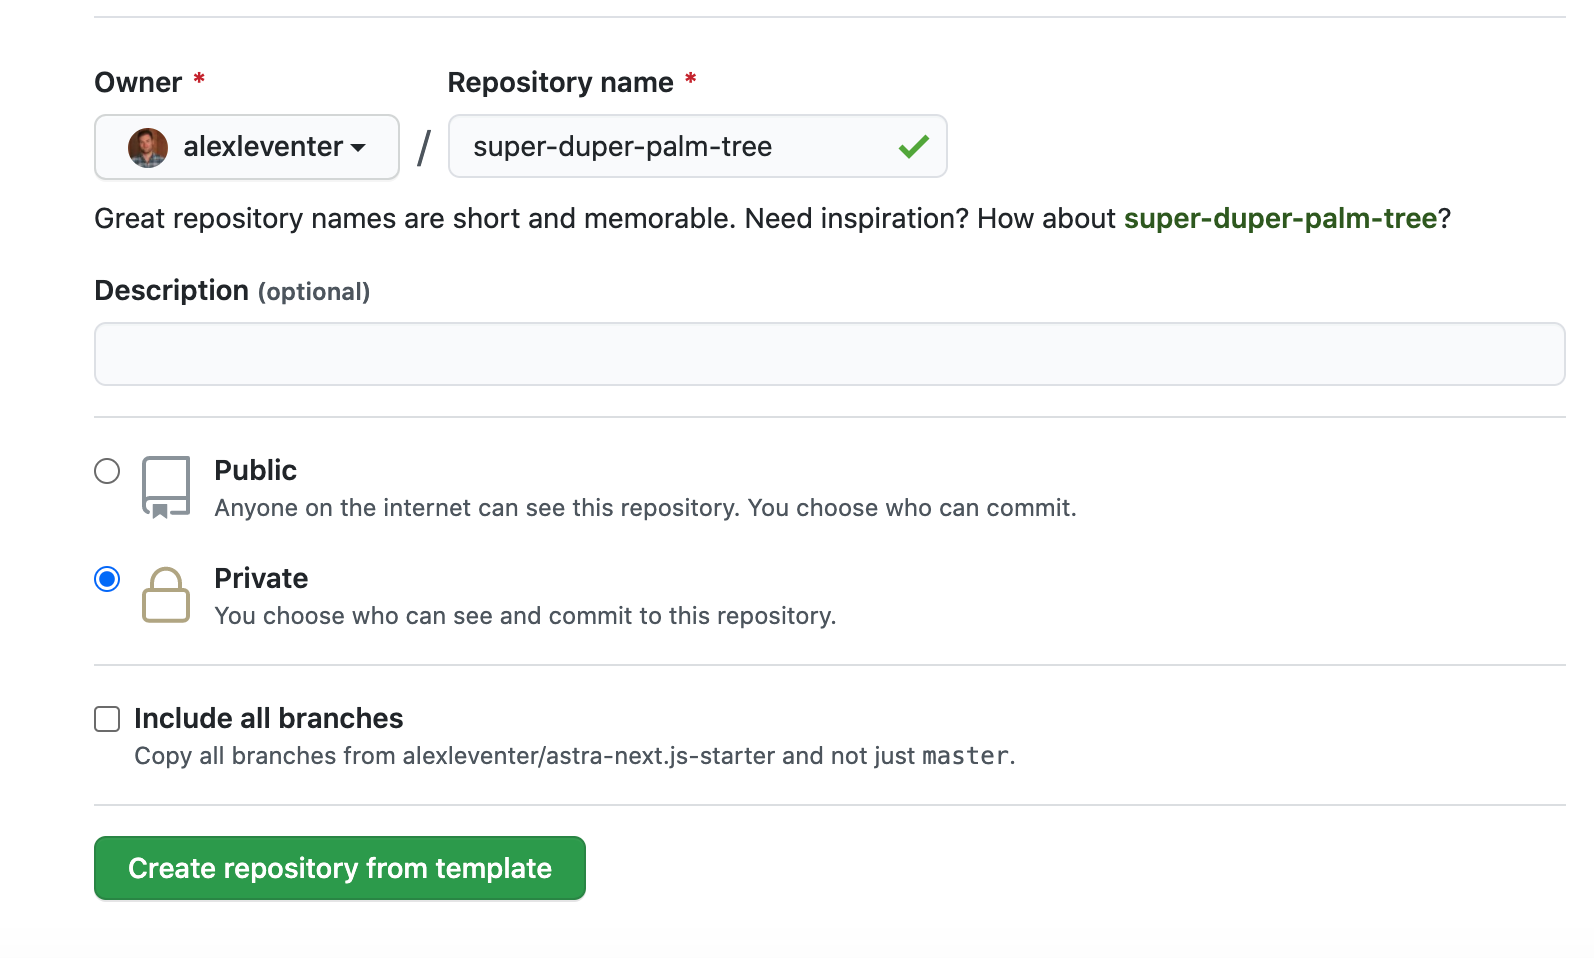 Owner *
Repository name *
alexleventer
/
super-duper-palm-tree
Great repository names are short and memorable. Need inspiration? How about super-duper-palm-tree?
Description (optional)
Public
Anyone on the internet can see this repository. You choose who can commit.
Private
You choose who can see and commit to this repository.
Include all branches
Copy all branches from alexleventer/astra-next.js-starter and not just master.
Create repository from template